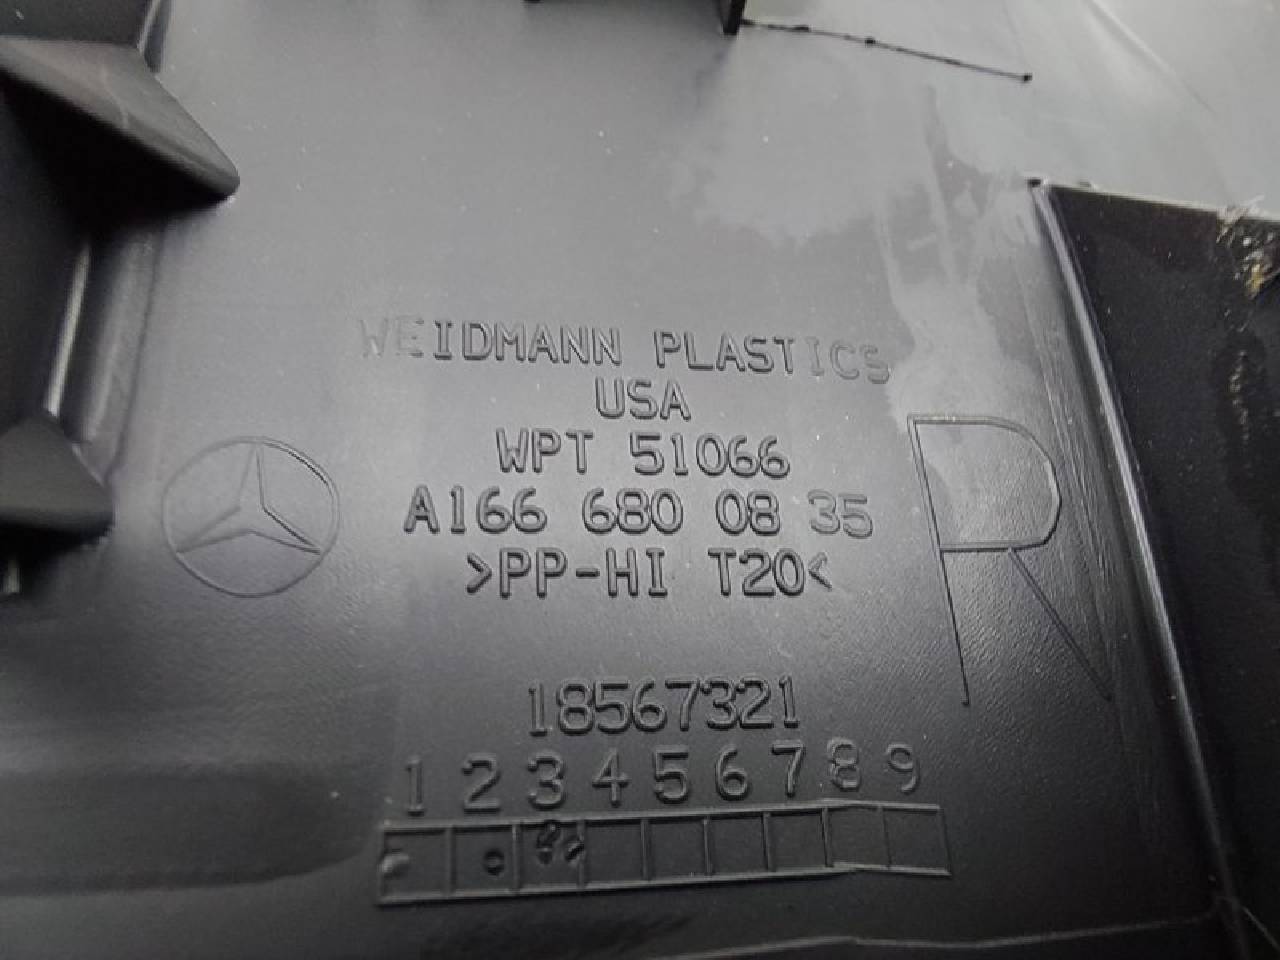 WEIDMANN PLASTICS
USA
WPT 51066
A166 680 08 35
>PP-HI T20<
R
18567321
1 2 3 4 5 6 7 8 9